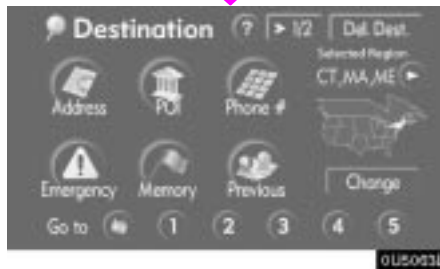 Destination ? 1/2 Del. Dest.
Selected Region
CT,MA,ME
Address POI Phone #
Emergency Memory Previous Change
Go to 1 2 3 4 5